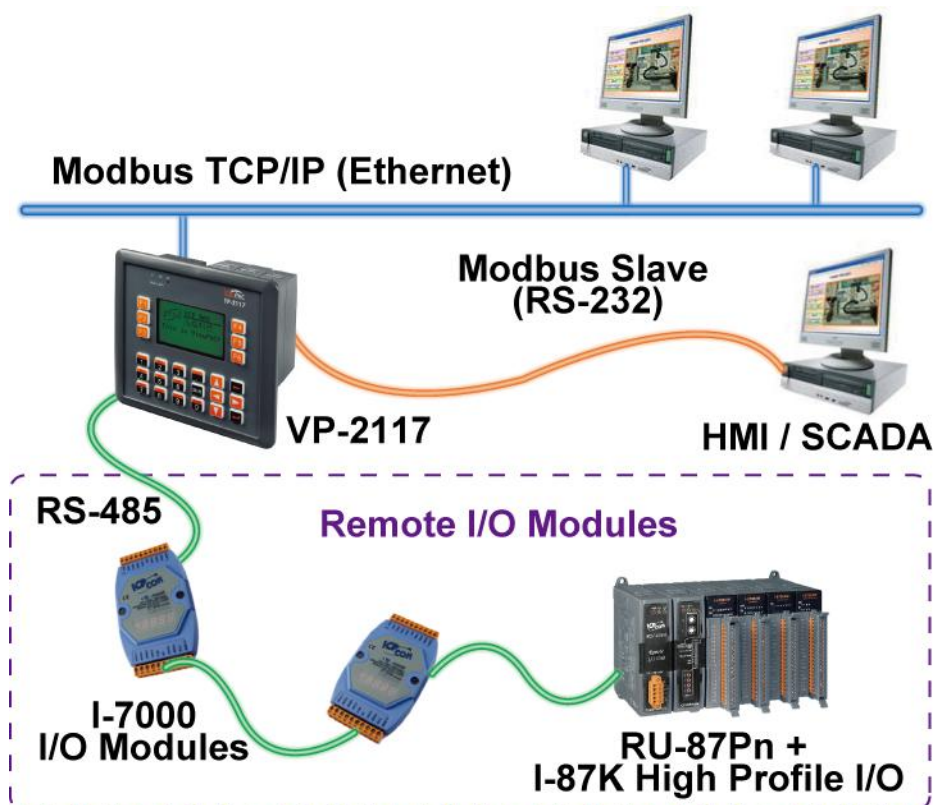 Modbus TCP/IP (Ethernet)
Modbus Slave
(RS-232)
VP-2117
HMI / SCADA
RS-485
Remote I/O Modules
I-7000
I/O Modules
RU-87Pn +
I-87K High Profile I/O